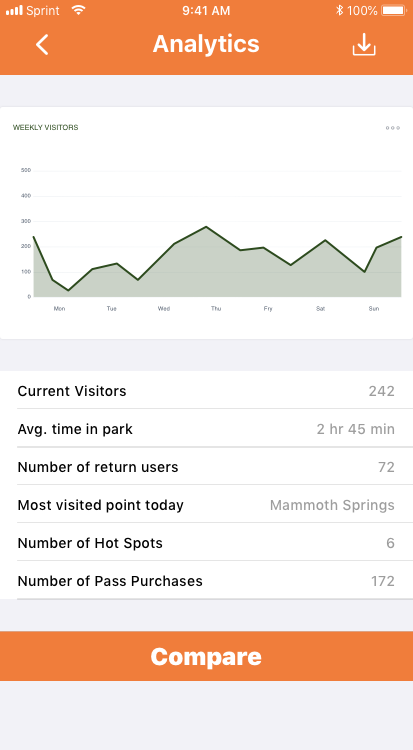 Sprint 9:41 AM 100%
Analytics
WEEKLY VISITORS
500
400
300
200
100
0
Mon Tue Wed Thu Fry Sat Sun
Current Visitors 242
Avg. time in park 2 hr 45 min
Number of return users 72
Most visited point today Mammoth Springs
Number of Hot Spots 6
Number of Pass Purchases 172
Compare